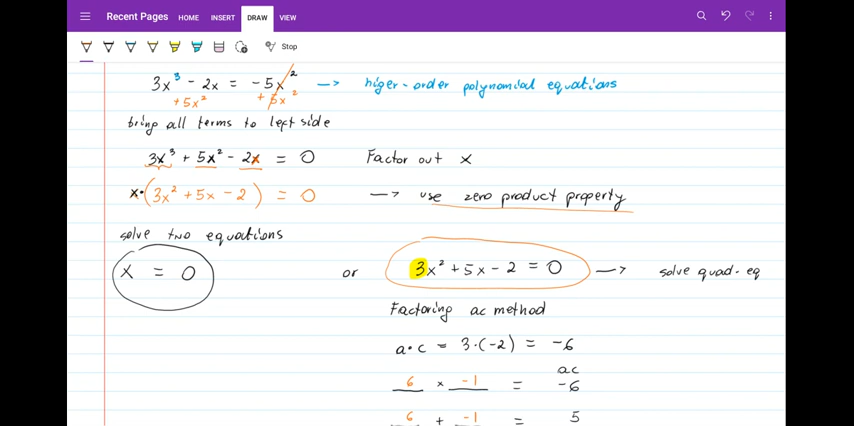 Recent Pages HOME INSERT DRAW VIEW
Stop
3x³ - 2x = -5x² → higer-order polynomial equations
+5x² +5x²
bring all terms to left side
3x³ + 5x² - 2x = 0 Factor out x
x·(3x² + 5x - 2) = 0 → use zero product property
solve two equations
x = 0 or 3x² + 5x - 2 = 0 → solve quad. eq
Factoring ac method
a·c = 3·(-2) = -6
ac
6 × -1 = -6
6 + -1 = 5